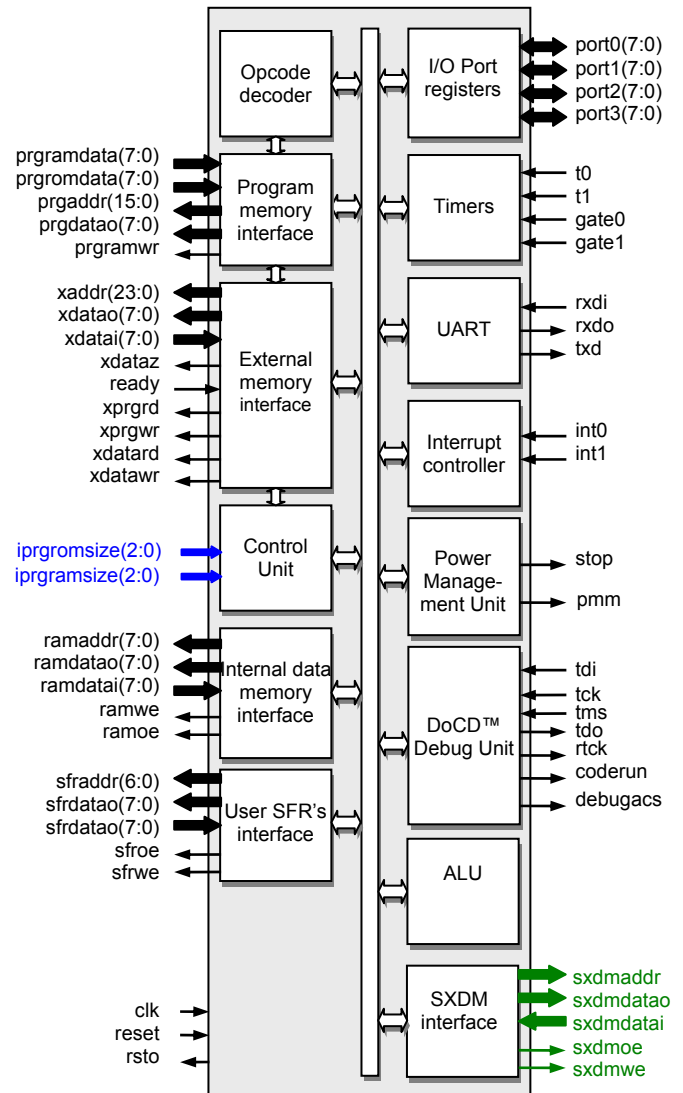 Opcode
decoder
I/O Port
registers
port0(7:0)
port1(7:0)
port2(7:0)
port3(7:0)
prgramdata(7:0)
prgromdata(7:0)
prgaddr(15:0)
prgdatao(7:0)
prgramwr
Program
memory
interface
Timers
t0
t1
gate0
gate1
xaddr(23:0)
xdatao(7:0)
xdatai(7:0)
xdataz
ready
xprgrd
xprgwr
xdatard
xdatawr
External
memory
interface
UART
rxdi
rxdo
txd
Interrupt
controller
int0
int1
iprgromsize(2:0)
iprgramsize(2:0)
Control
Unit
Power
Manage-
ment Unit
stop
pmm
ramaddr(7:0)
ramdatao(7:0)
ramdatai(7:0)
ramwe
ramoe
Internal data
memory
interface
DoCD™
Debug Unit
tdi
tck
tms
tdo
rtck
coderun
debugacs
sfraddr(6:0)
sfrdatao(7:0)
sfrdatao(7:0)
sfroe
sfrwe
User SFR's
interface
ALU
clk
reset
rsto
SXDM
interface
sxdmaddr
sxdmdatao
sxdmdatai
sxdmoe
sxdmwe